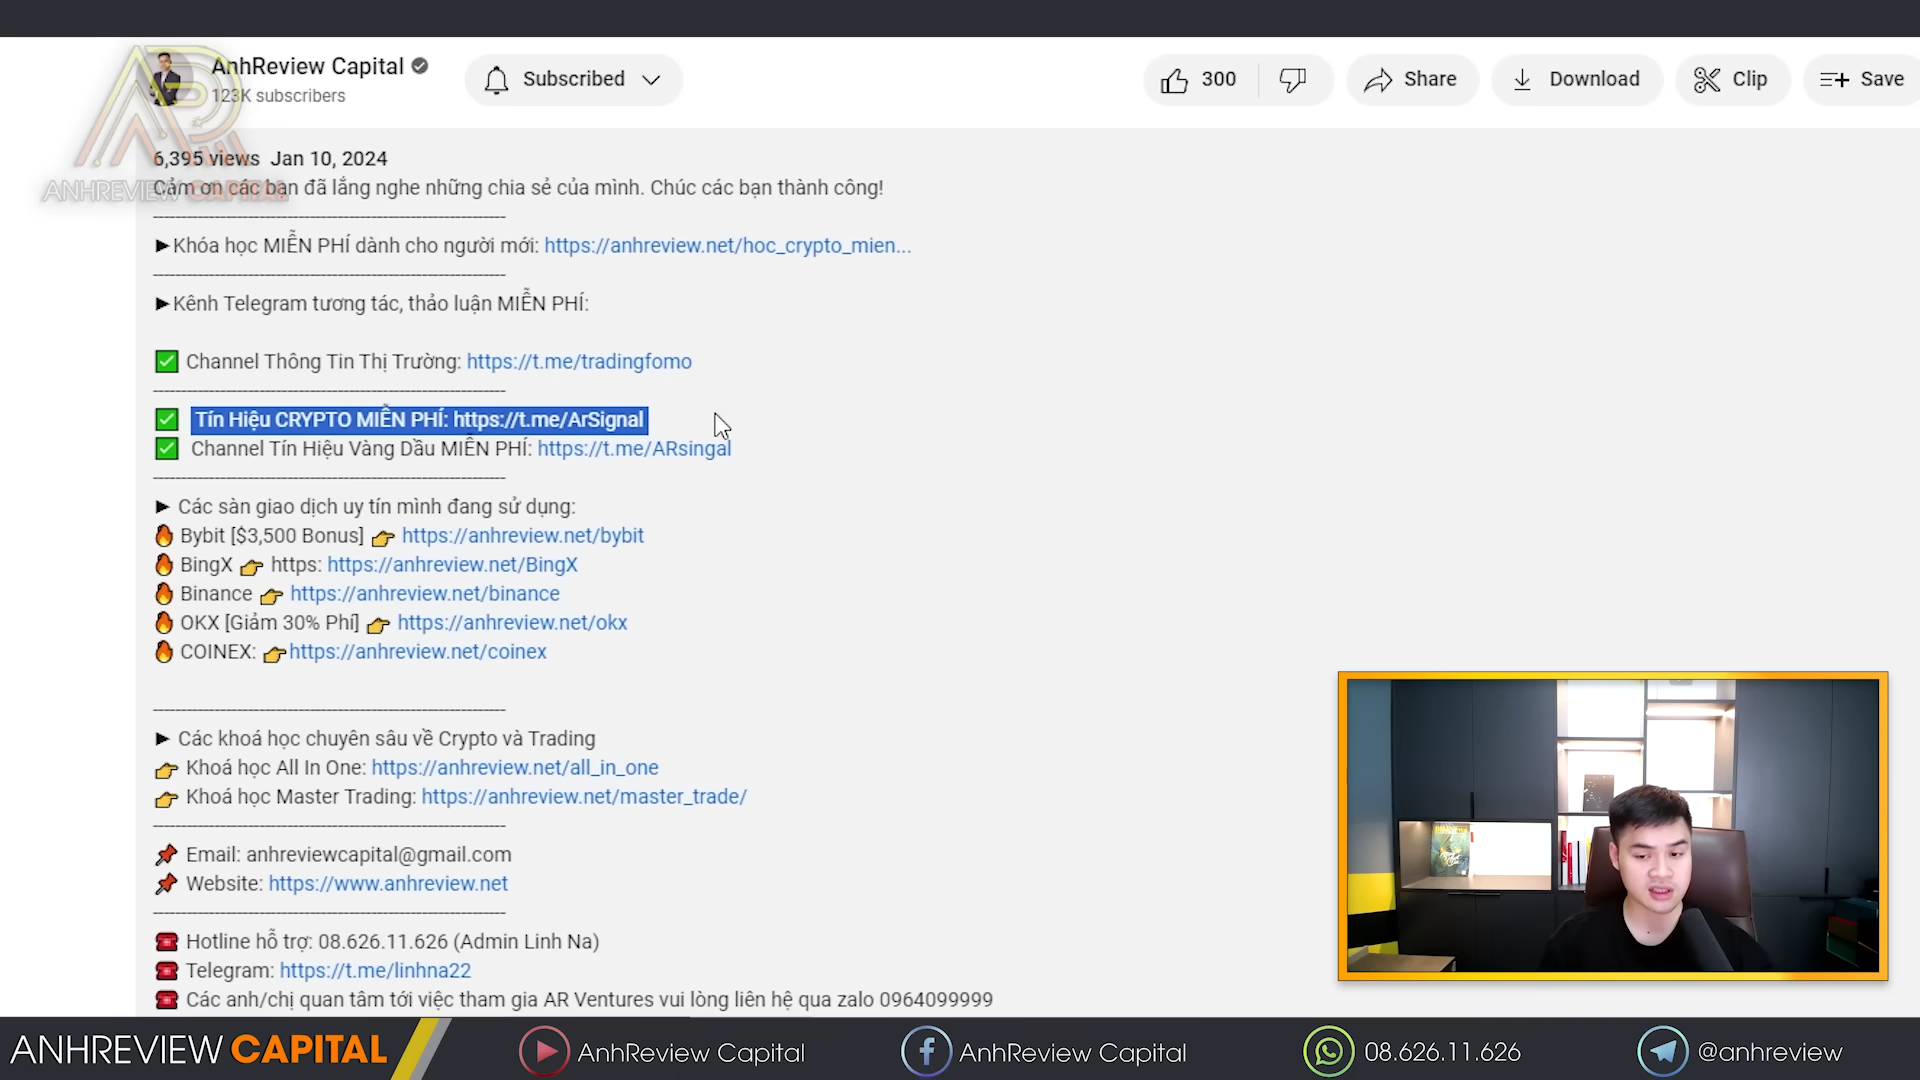 AnhReview Capital
123K subscribers
Subscribed
300
Share
Download
Clip
Save
ANHREVIEW CAPITAL
6,395 views Jan 10, 2024
Cảm ơn các bạn đã lắng nghe những chia sẻ của mình. Chúc các bạn thành công!
►Khóa học MIỄN PHÍ dành cho người mới: https://anhreview.net/hoc_crypto_mien...
►Kênh Telegram tương tác, thảo luận MIỄN PHÍ:
✅ Channel Thông Tin Thị Trường: https://t.me/tradingfomo
✅ Tín Hiệu CRYPTO MIỄN PHÍ: https://t.me/ArSignal
✅ Channel Tín Hiệu Vàng Dầu MIỄN PHÍ: https://t.me/ARsingal
► Các sàn giao dịch uy tín mình đang sử dụng:
🔥 Bybit [$3,500 Bonus] 👉 https://anhreview.net/bybit
🔥 BingX 👉 https: https://anhreview.net/BingX
🔥 Binance 👉 https://anhreview.net/binance
🔥 OKX [Giảm 30% Phí] 👉 https://anhreview.net/okx
🔥 COINEX: 👉https://anhreview.net/coinex
► Các khoá học chuyên sâu về Crypto và Trading
👉 Khoá học All In One: https://anhreview.net/all_in_one
👉 Khoá học Master Trading: https://anhreview.net/master_trade/
📌 Email: anhreviewcapital@gmail.com
📌 Website: https://www.anhreview.net
☎️ Hotline hỗ trợ: 08.626.11.626 (Admin Linh Na)
☎️ Telegram: https://t.me/linhna22
☎️ Các anh/chị quan tâm tới việc tham gia AR Ventures vui lòng liên hệ qua zalo 0964099999
ANHREVIEW CAPITAL
AnhReview Capital
AnhReview Capital
08.626.11.626
@anhreview